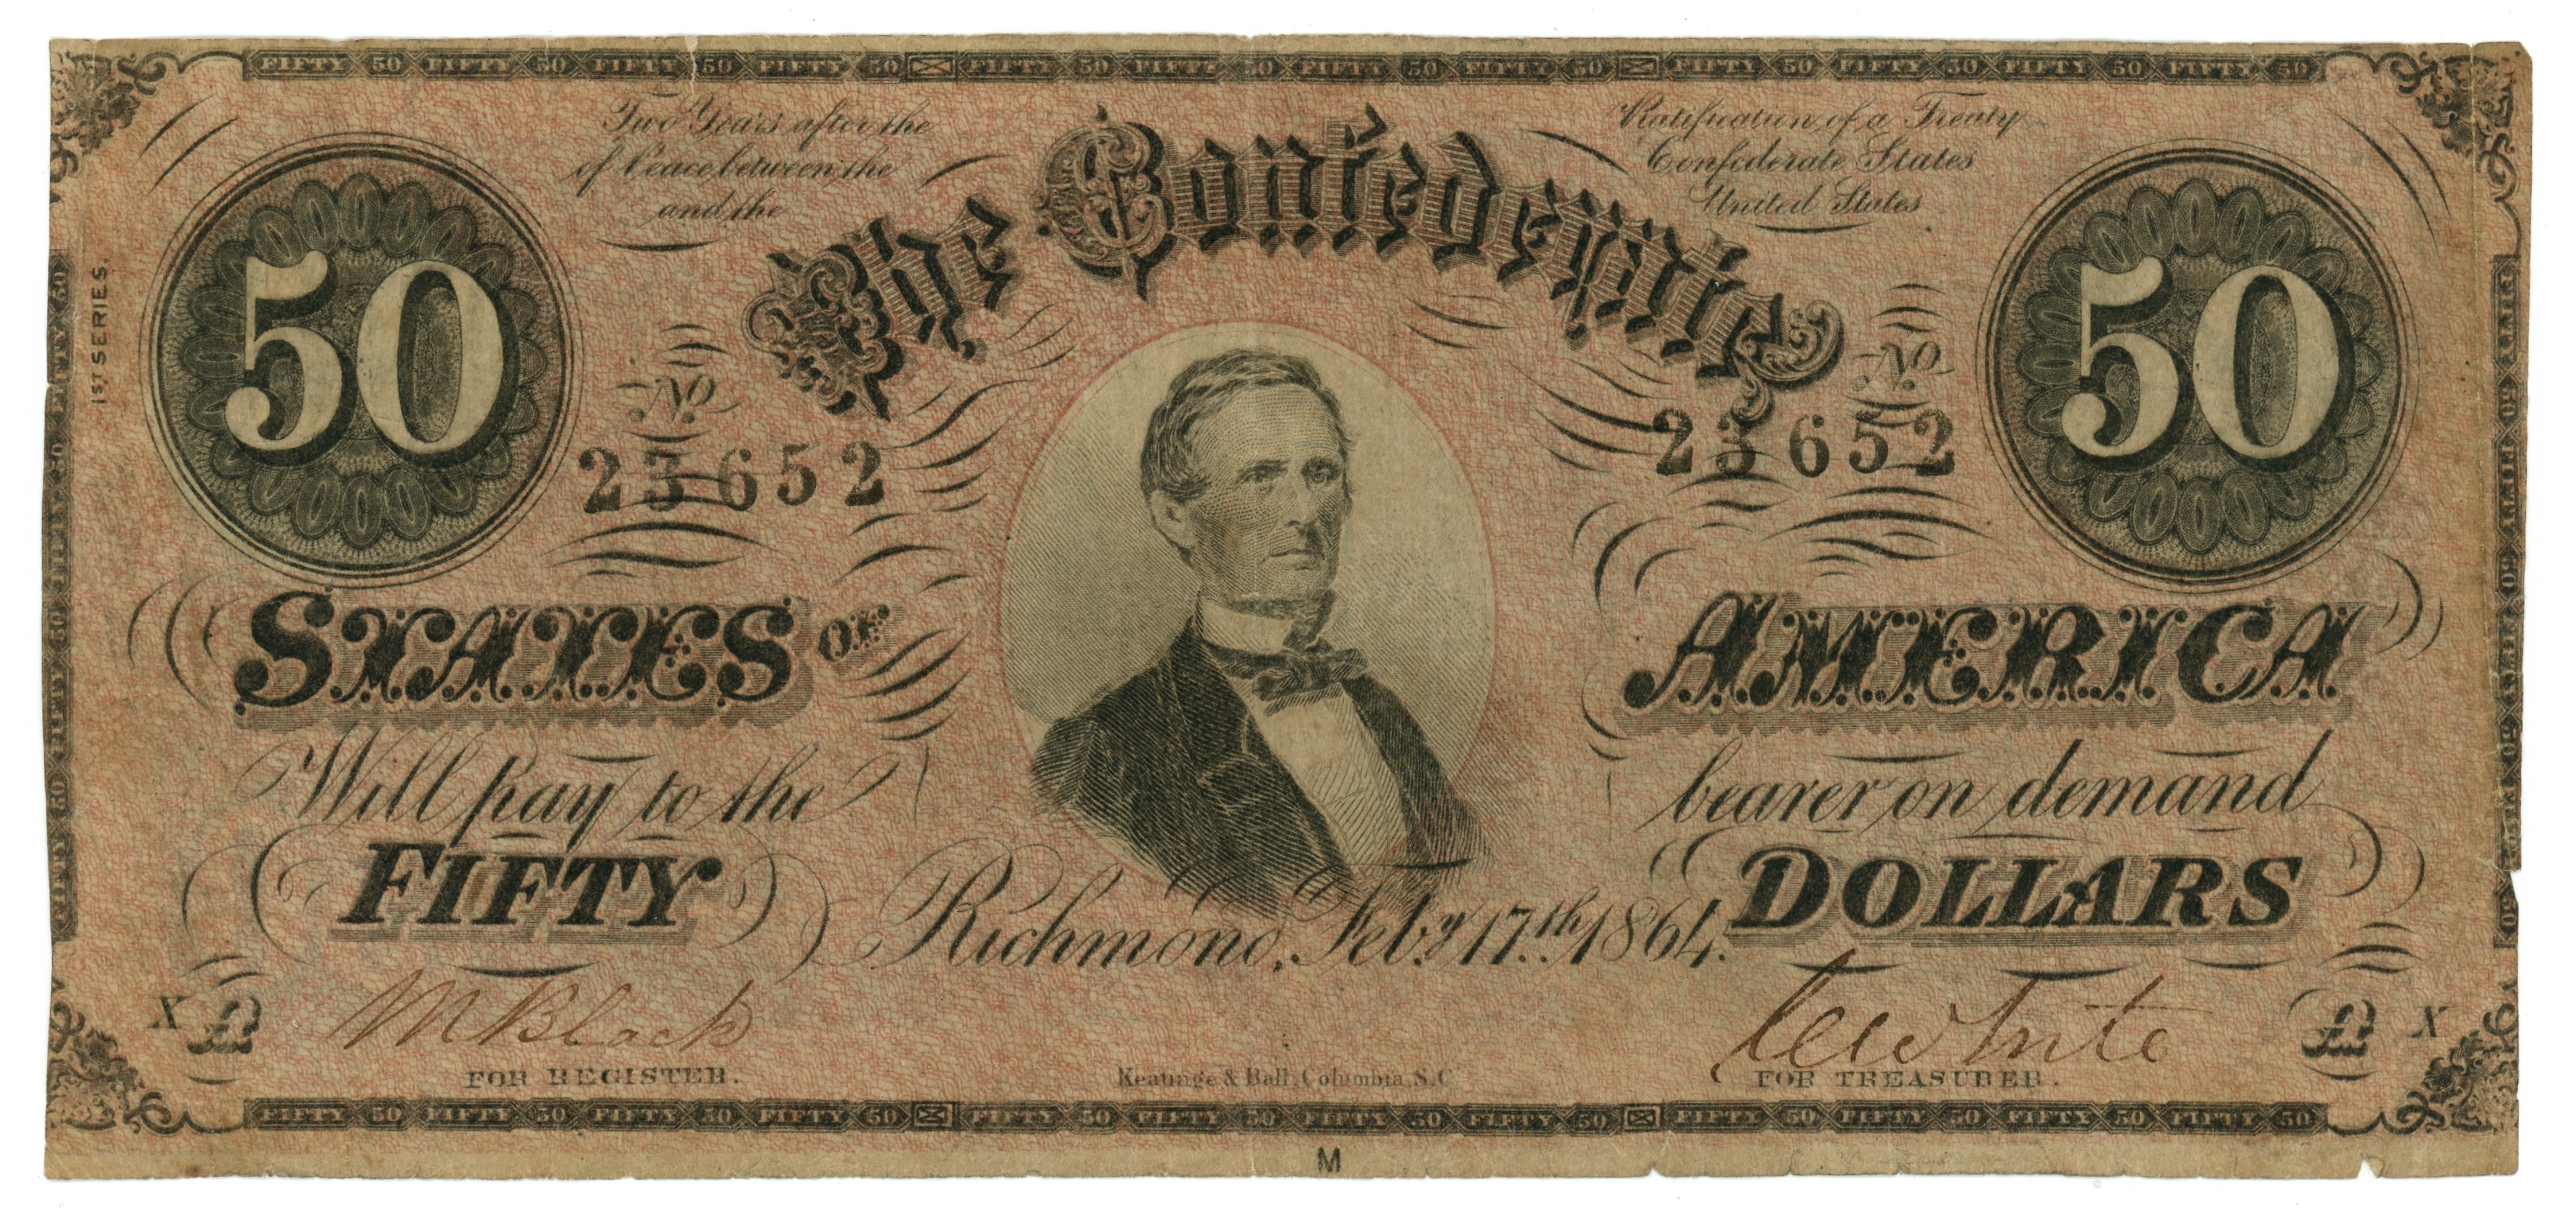 FIFTY 50 FIFTY 50 FIFTY 50 FIFTY 50 FIFTY 50 FIFTY 50 FIFTY 50 FIFTY 50 FIFTY 50 FIFTY 50 FIFTY 50 FIFTY 50
Two Years after the Ratification of a Treaty
of Peace between the Confederate States
and the United States
The Confederate
1ST SERIES.
50
50
No
23652
No
23652
STATES OF AMERICA
Will pay to the bearer on demand
FIFTY DOLLARS
Richmond, Feby. 17th. 1864.
X
M Black
X
FOR REGISTER.
Keatinge & Ball, Columbia, S.C.
FOR TREASURER.
FIFTY 50 FIFTY 50 FIFTY 50 FIFTY 50 FIFTY 50 FIFTY 50 FIFTY 50 FIFTY 50 FIFTY 50 FIFTY 50 FIFTY 50 FIFTY 50
M